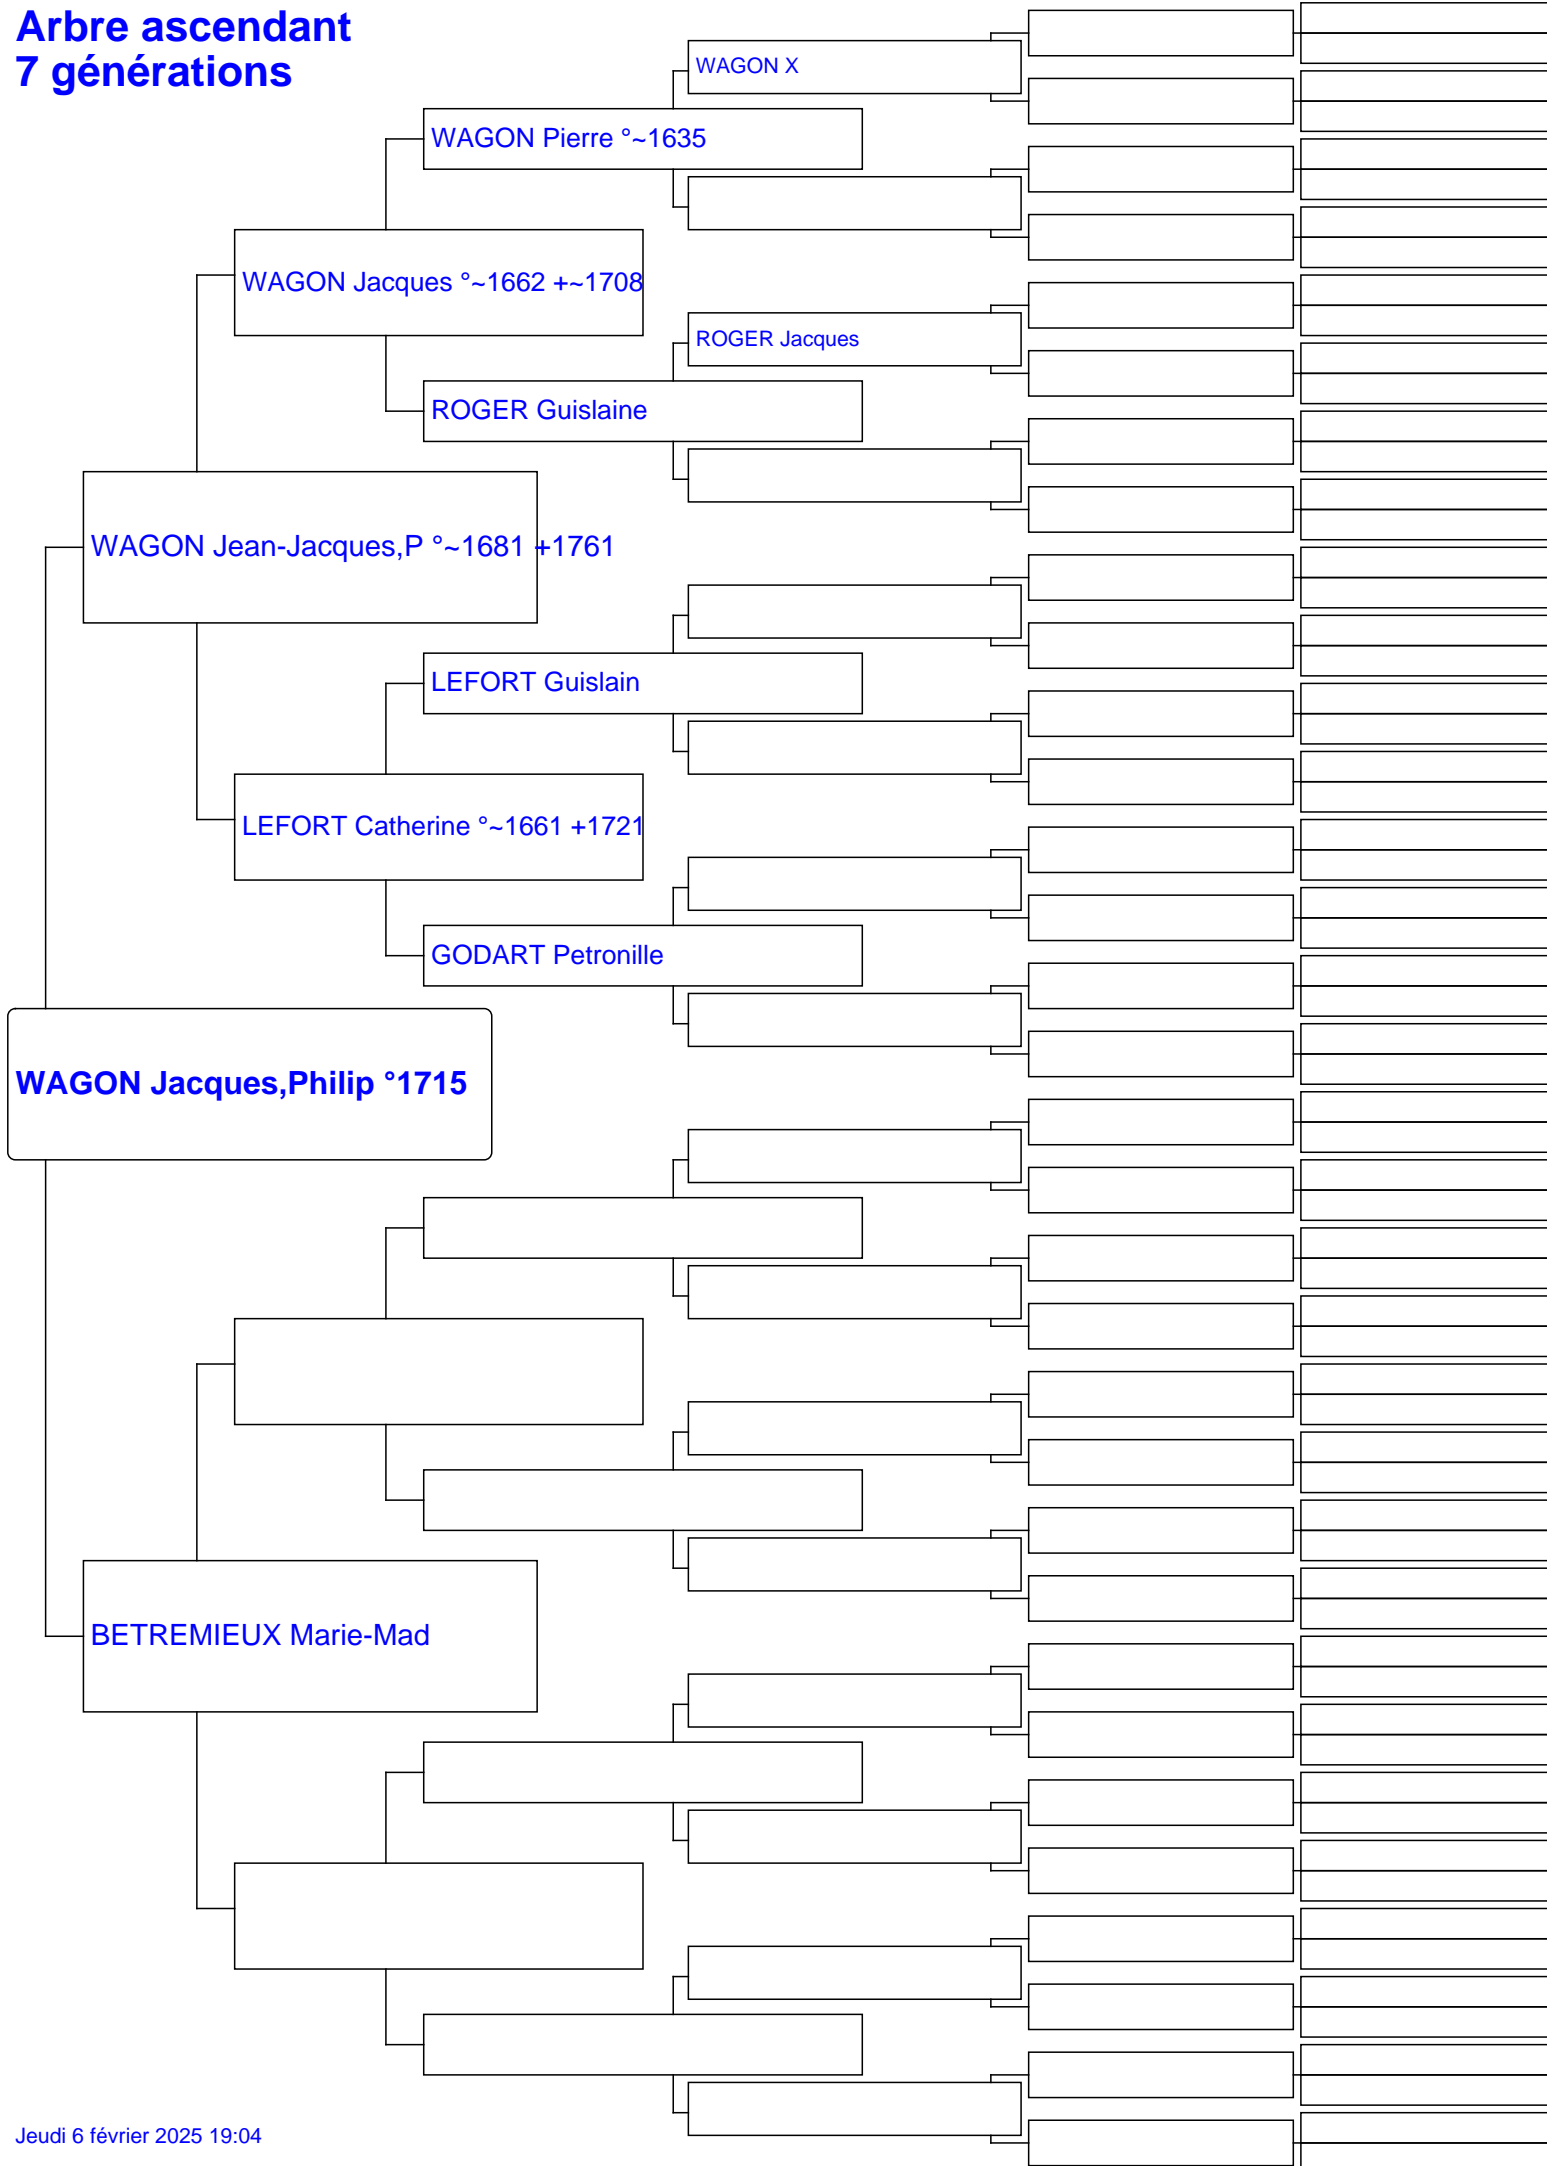 Arbre ascendant
7 générations
WAGON X
WAGON Pierre °~1635
WAGON Jacques °~1662 +~1708
ROGER Jacques
ROGER Guislaine
WAGON Jean-Jacques,P °~1681 +1761
LEFORT Guislain
LEFORT Catherine °~1661 +1721
GODART Petronille
WAGON Jacques,Philip °1715
BETREMIEUX Marie-Mad
Jeudi 6 février 2025 19:04